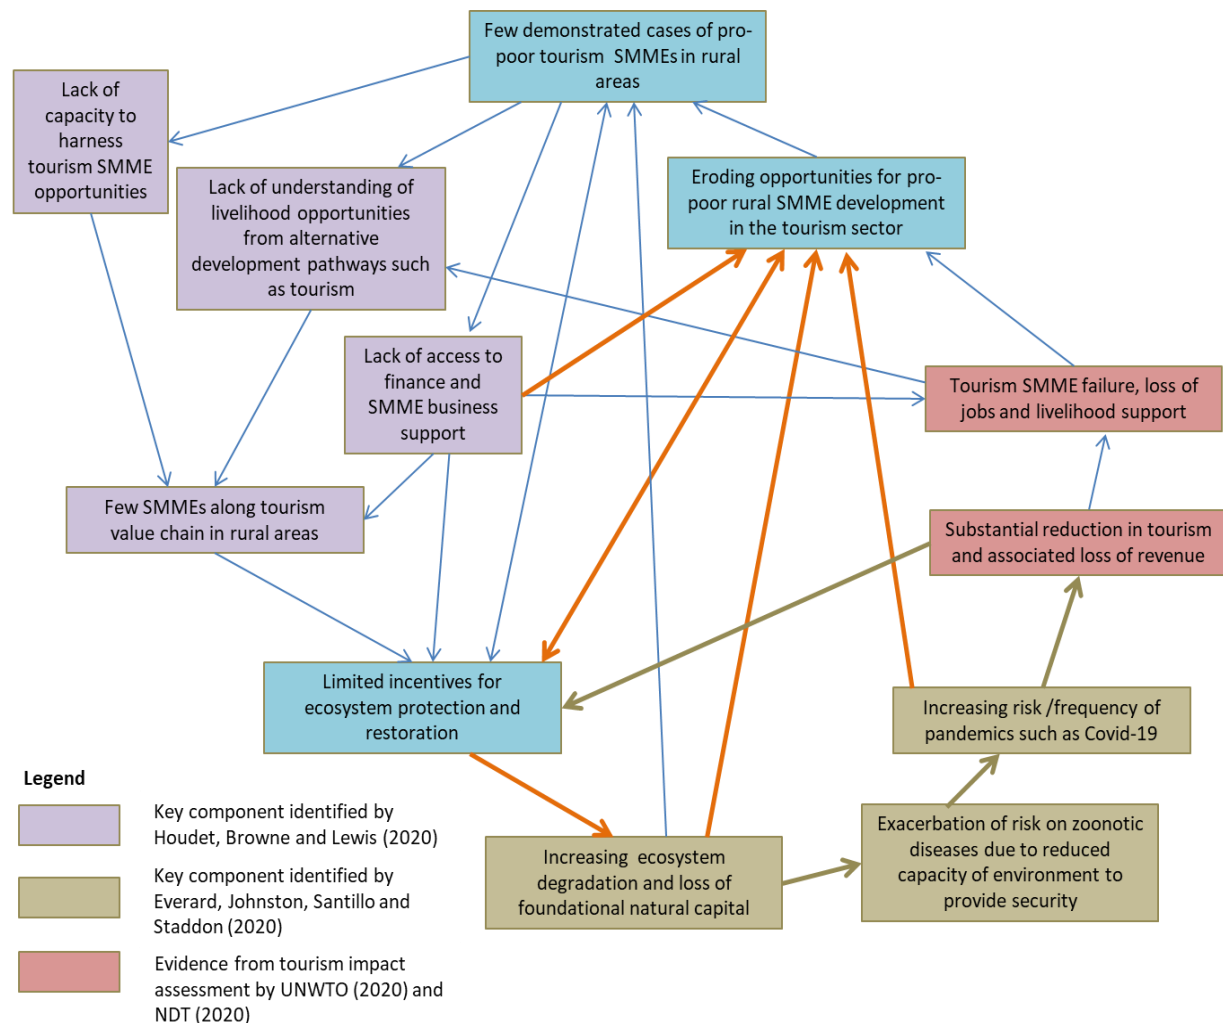 Few demonstrated cases of pro-
poor tourism SMMEs in rural
areas
Lack of
capacity to
harness
tourism SMME
opportunities
Lack of understanding of
livelihood opportunities
from alternative
development pathways such
as tourism
Eroding opportunities for pro-
poor rural SMME development
in the tourism sector
Lack of access to
finance and
SMME business
support
Tourism SMME failure, loss of
jobs and livelihood support
Few SMMEs along tourism
value chain in rural areas
Substantial reduction in tourism
and associated loss of revenue
Limited incentives for
ecosystem protection and
restoration
Increasing risk /frequency of
pandemics such as Covid-19
Increasing ecosystem
degradation and loss of
foundational natural capital
Exacerbation of risk on zoonotic
diseases due to reduced
capacity of environment to
provide security
Legend
Key component identified by
Houdet, Browne and Lewis (2020)
Key component identified by
Everard, Johnston, Santillo and
Staddon (2020)
Evidence from tourism impact
assessment by UNWTO (2020) and
NDT (2020)